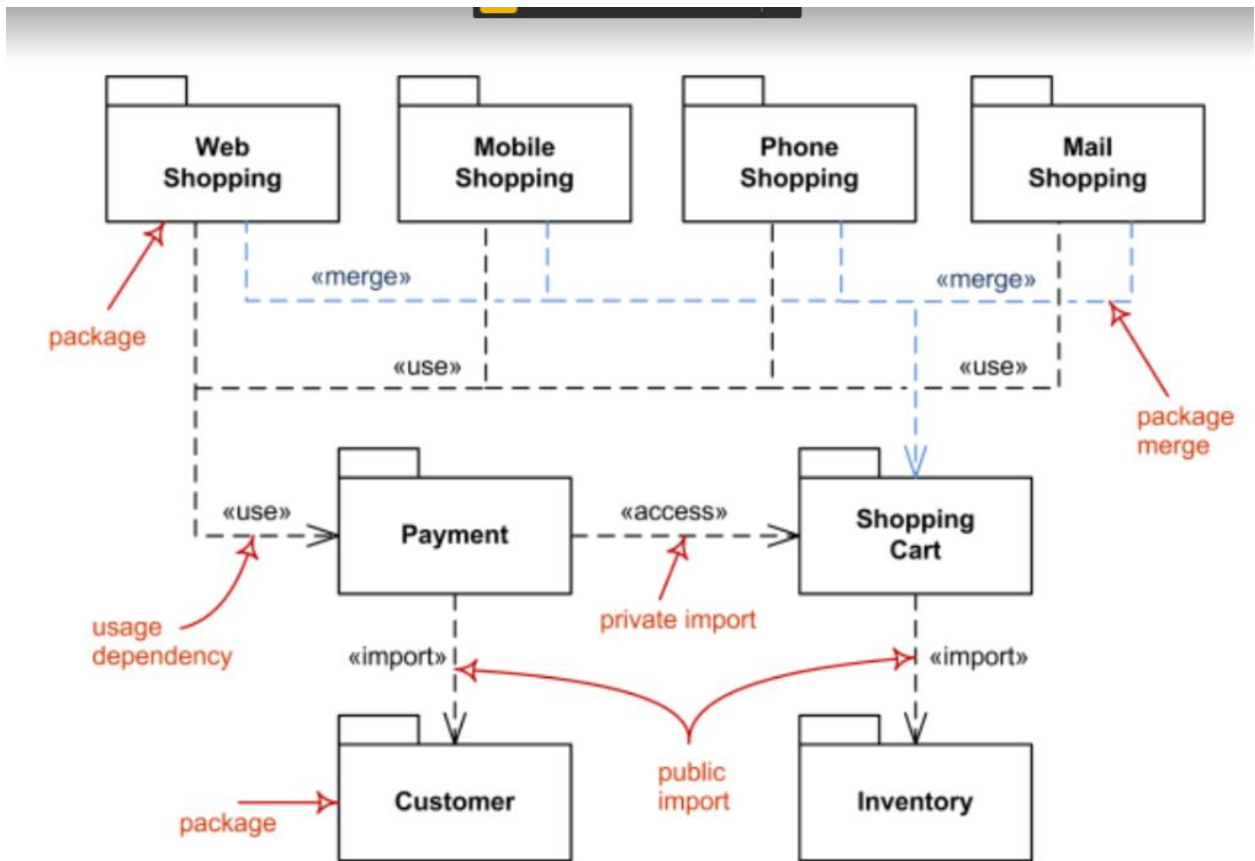 Web
Shopping
Mobile
Shopping
Phone
Shopping
Mail
Shopping
«merge»
«merge»
package
«use»
«use»
package
merge
«use»
Payment
«access»
Shopping
Cart
usage
dependency
private import
«import»
«import»
public
import
package
Customer
Inventory